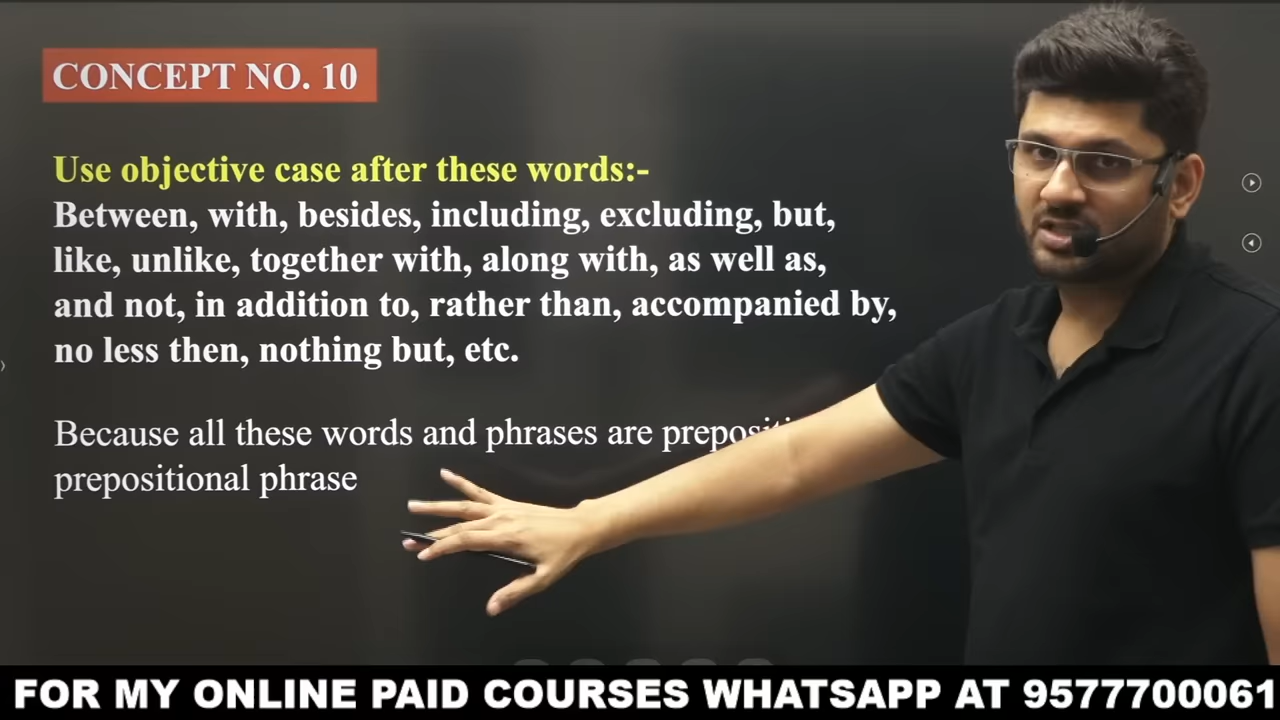 CONCEPT NO. 10
Use objective case after these words:-
Between, with, besides, including, excluding, but,
like, unlike, together with, along with, as well as,
and not, in addition to, rather than, accompanied by,
no less then, nothing but, etc.
Because all these words and phrases are
prepositional phrase
FOR MY ONLINE PAID COURSES WHATSAPP AT 9577700061